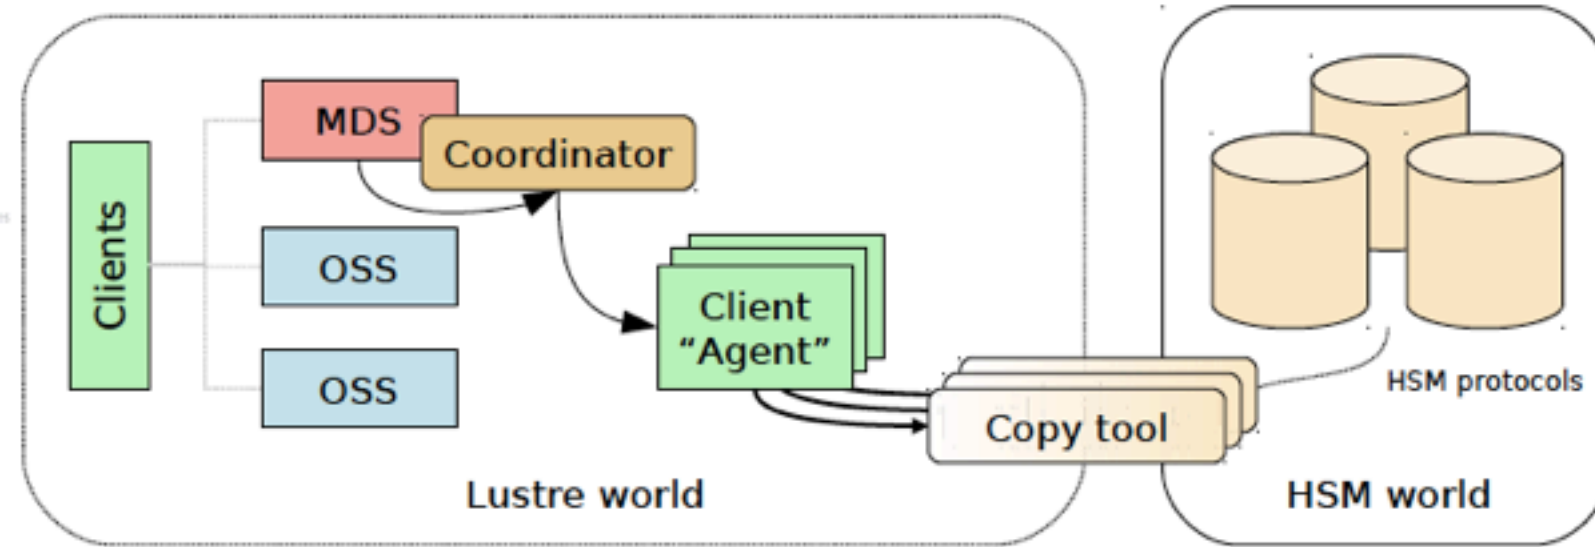 MDS
Coordinator
Clients
OSS
OSS
Client
“Agent”
Copy tool
HSM protocols
Lustre world
HSM world